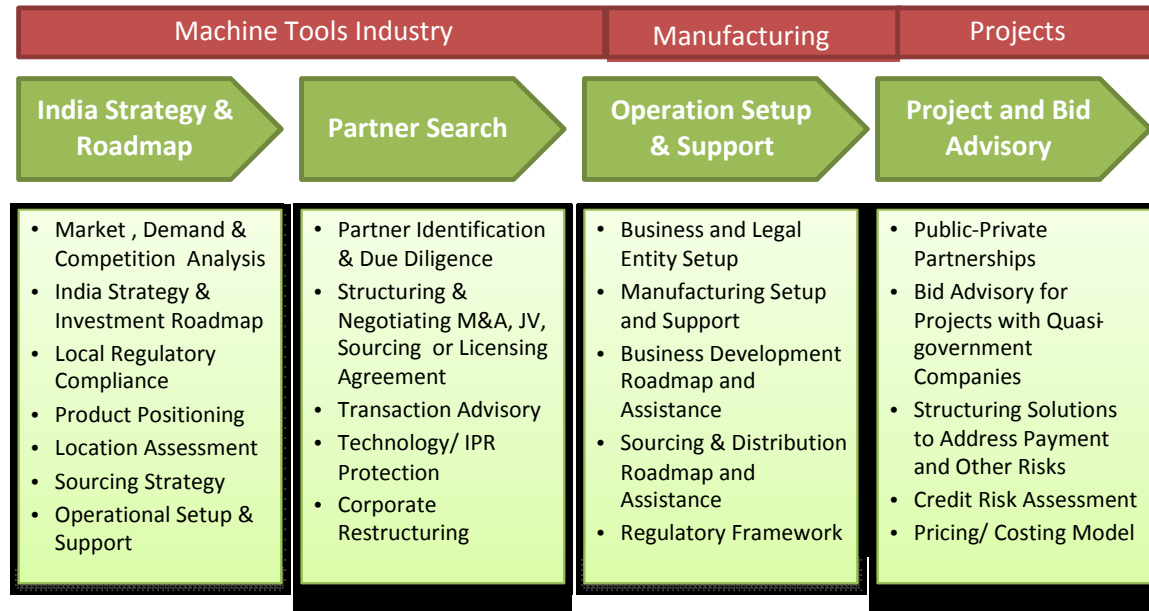 Machine Tools Industry
Manufacturing
Projects
India Strategy &
Roadmap
Partner Search
Operation Setup
& Support
Project and Bid
Advisory
• Market , Demand &
Competition Analysis
• India Strategy &
Investment Roadmap
• Local Regulatory
Compliance
• Product Positioning
• Location Assessment
• Sourcing Strategy
• Operational Setup &
Support
• Partner Identification
& Due Diligence
• Structuring &
Negotiating M&A, JV,
Sourcing or Licensing
Agreement
• Transaction Advisory
• Technology/ IPR
Protection
• Corporate
Restructuring
• Business and Legal
Entity Setup
• Manufacturing Setup
and Support
• Business Development
Roadmap and
Assistance
• Sourcing & Distribution
Roadmap and
Assistance
• Regulatory Framework
• Public-Private
Partnerships
• Bid Advisory for
Projects with Quasi-
government
Companies
• Structuring Solutions
to Address Payment
and Other Risks
• Credit Risk Assessment
• Pricing/ Costing Model